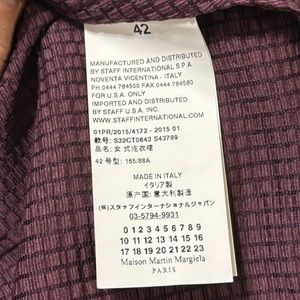 42
MANUFACTURED AND DISTRIBUTED
BY STAFF INTERNATIONAL S.P.A.
NOVENTA VICENTINA - ITALY
PH 0444 784500 FAX 0444 784580
FOR U.S.A. ONLY
IMPORTED AND DISTRIBUTED
BY STAFF U.S.A. INC.
WWW.STAFFINTERNATIONAL.COM
01PR/2015/4172 - 2015 01
款号: S32CT0643 S43789
品名: 女式连衣裙
42 号型: 165/88A
MADE IN ITALY
イタリア製
原产国: 意大利制造
(株)スタッフインターナショナルジャパン
03-5794-9931
0 1 2 3 4 5 6 7 8 9
10 11 12 13 14 15 16
17 18 19 20 21 22 23
Maison Martin Margiela
PARIS